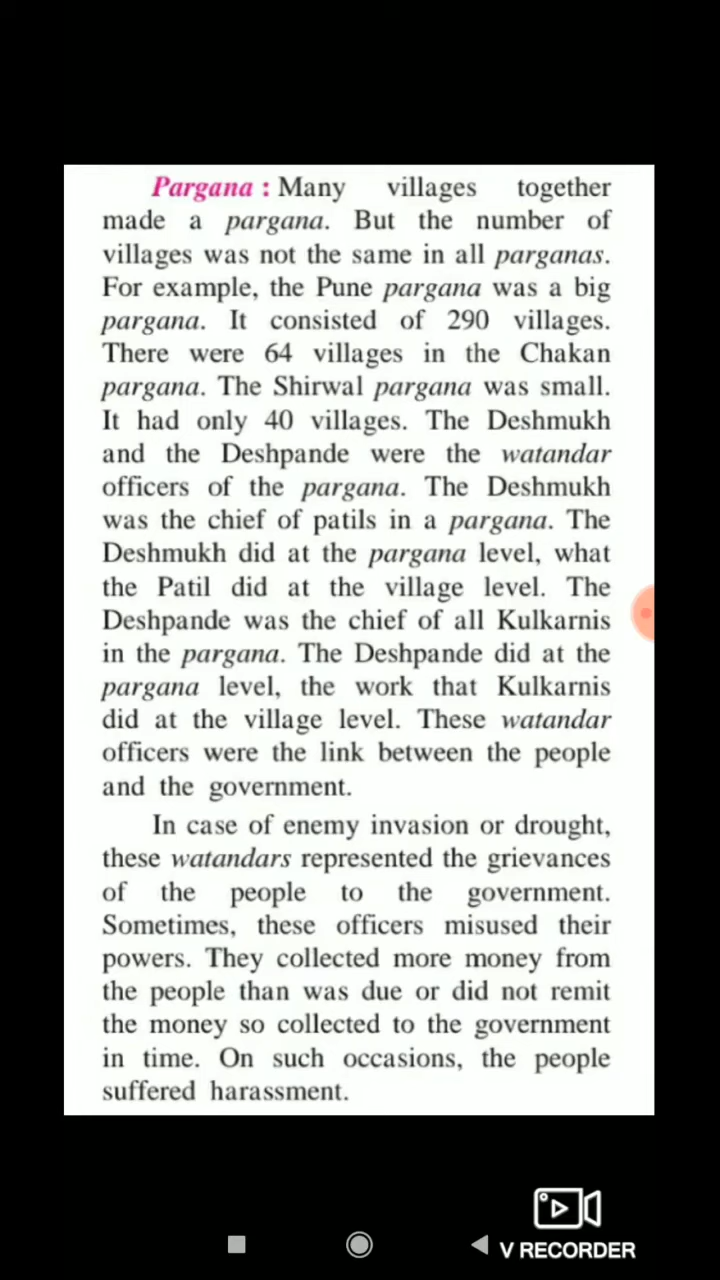 Pargana : Many villages together
made a pargana. But the number of
villages was not the same in all parganas.
For example, the Pune pargana was a big
pargana. It consisted of 290 villages.
There were 64 villages in the Chakan
pargana. The Shirwal pargana was small.
It had only 40 villages. The Deshmukh
and the Deshpande were the watandar
officers of the pargana. The Deshmukh
was the chief of patils in a pargana. The
Deshmukh did at the pargana level, what
the Patil did at the village level. The
Deshpande was the chief of all Kulkarnis
in the pargana. The Deshpande did at the
pargana level, the work that Kulkarnis
did at the village level. These watandar
officers were the link between the people
and the government.
In case of enemy invasion or drought,
these watandars represented the grievances
of the people to the government.
Sometimes, these officers misused their
powers. They collected more money from
the people than was due or did not remit
the money so collected to the government
in time. On such occasions, the people
suffered harassment.
V RECORDER